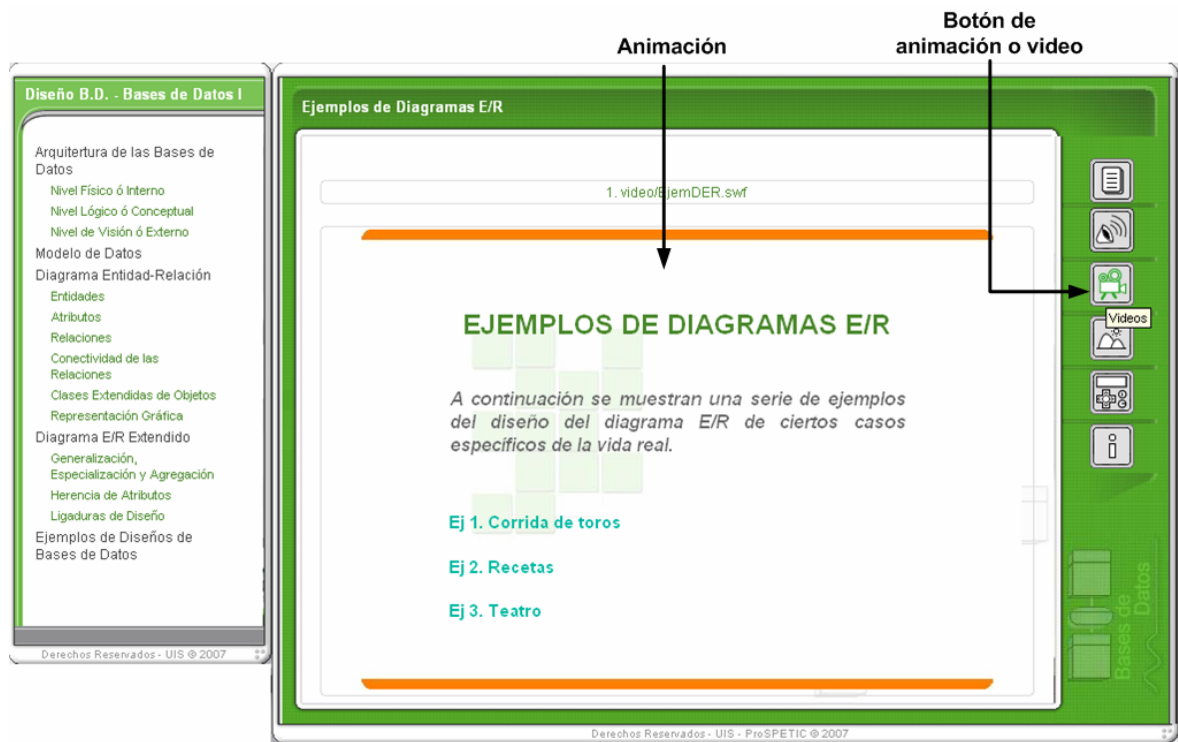 Animación
Botón de
animación o video
Diseño B.D. - Bases de Datos I
Arquitertura de las Bases de
Datos
Nivel Físico ó Interno
Nivel Lógico ó Conceptual
Nivel de Visión ó Externo
Modelo de Datos
Diagrama Entidad-Relación
Entidades
Atributos
Relaciones
Conectividad de las
Relaciones
Clases Extendidas de Objetos
Representación Gráfica
Diagrama E/R Extendido
Generalización,
Especialización y Agregación
Herencia de Atributos
Ligaduras de Diseño
Ejemplos de Diseños de
Bases de Datos
Derechos Reservados - UIS © 2007
Ejemplos de Diagramas E/R
1. video/EjemDER.swf
EJEMPLOS DE DIAGRAMAS E/R
A continuación se muestran una serie de ejemplos
del diseño del diagrama E/R de ciertos casos
específicos de la vida real.
Ej 1. Corrida de toros
Ej 2. Recetas
Ej 3. Teatro
Videos
Bases de
Datos
Derechos Reservados - UIS - ProSPETIC © 2007